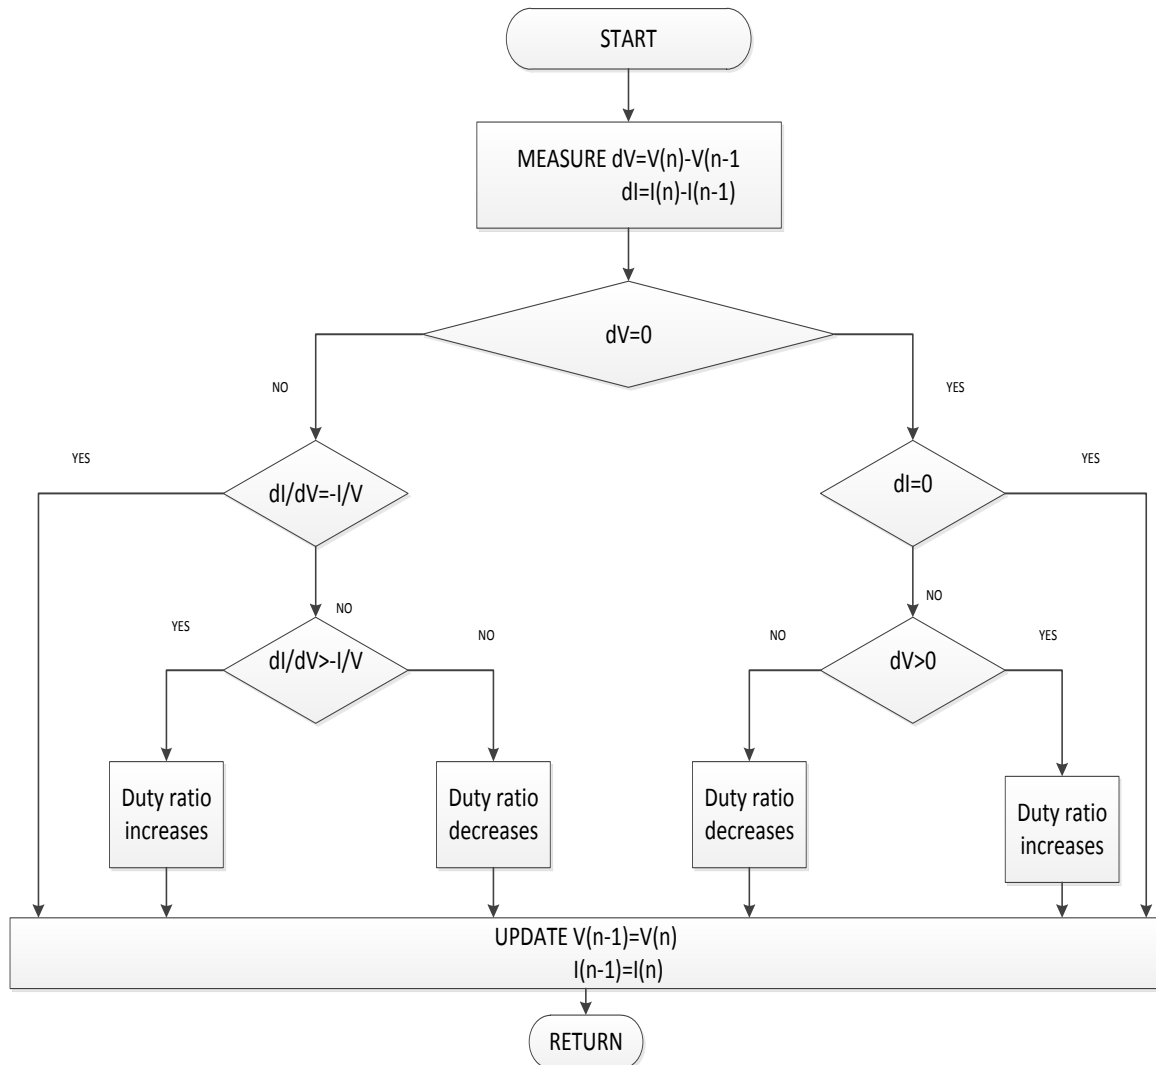 START
MEASURE dV=V(n)-V(n-1
dI=I(n)-I(n-1)
dV=0
NO
YES
YES
dI/dV=-I/V
dI=0
YES
NO
NO
YES
dI/dV>-I/V
NO
NO
dV>0
YES
Duty ratio
increases
Duty ratio
decreases
Duty ratio
decreases
Duty ratio
increases
UPDATE V(n-1)=V(n)
I(n-1)=I(n)
RETURN